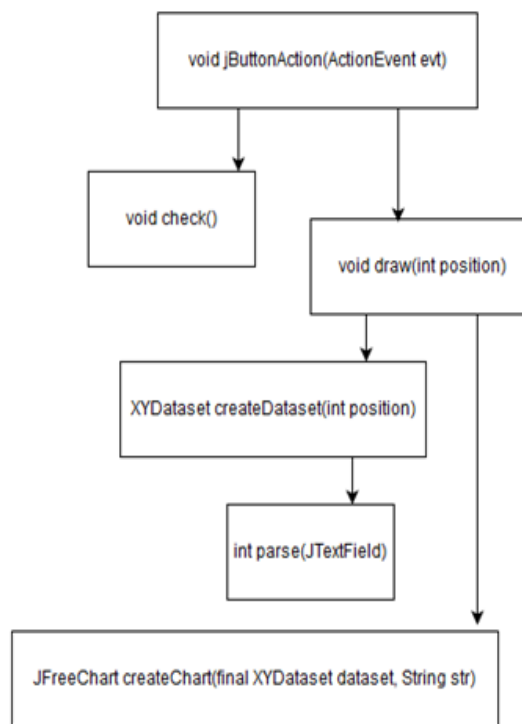 void jButtonAction(ActionEvent evt)
void check()
void draw(int position)
XYDataset createDataset(int position)
int parse(JTextField)
JFreeChart createChart(final XYDataset dataset, String str)